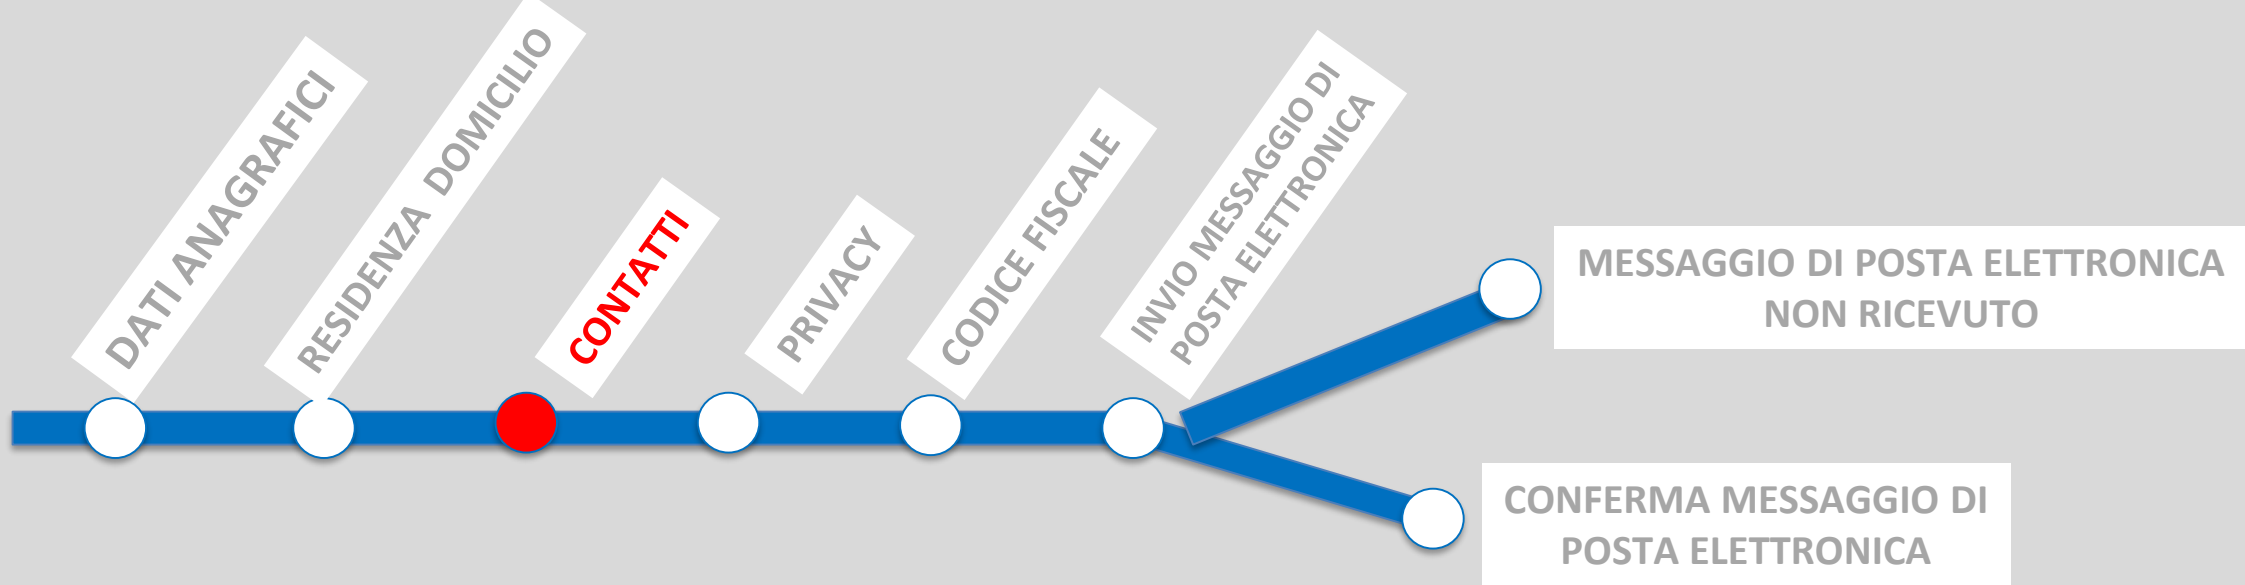 DATI ANAGRAFICI
RESIDENZA DOMICILIO
CONTATTI
PRIVACY
CODICE FISCALE
INVIO MESSAGGIO DI
POSTA ELETTRONICA
MESSAGGIO DI POSTA ELETTRONICA
NON RICEVUTO
CONFERMA MESSAGGIO DI
POSTA ELETTRONICA